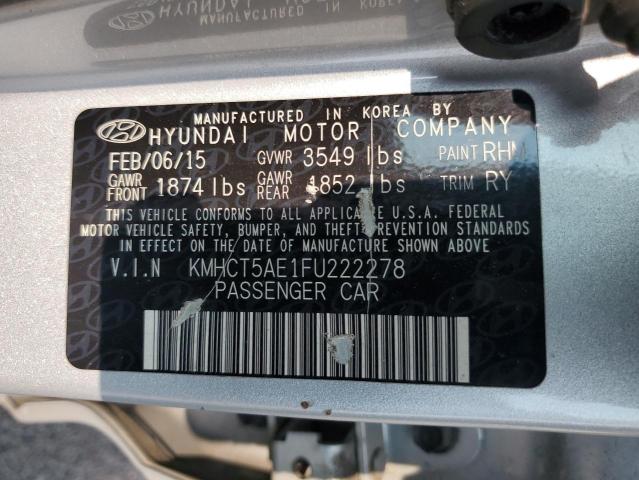 MANUFACTURED IN KOREA BY
HYUNDAI MOTOR COMPANY
FEB/06/15 GVWR 3549 lbs PAINT RHM
GAWR FRONT 1874 lbs GAWR REAR 1852 lbs TRIM RY
THIS VEHICLE CONFORMS TO ALL APPLICABLE U.S.A. FEDERAL
MOTOR VEHICLE SAFETY, BUMPER, AND THEFT PREVENTION STANDARDS
IN EFFECT ON THE DATE OF MANUFACTURE SHOWN ABOVE
V.I.N KMHCT5AE1FU222278
PASSENGER CAR